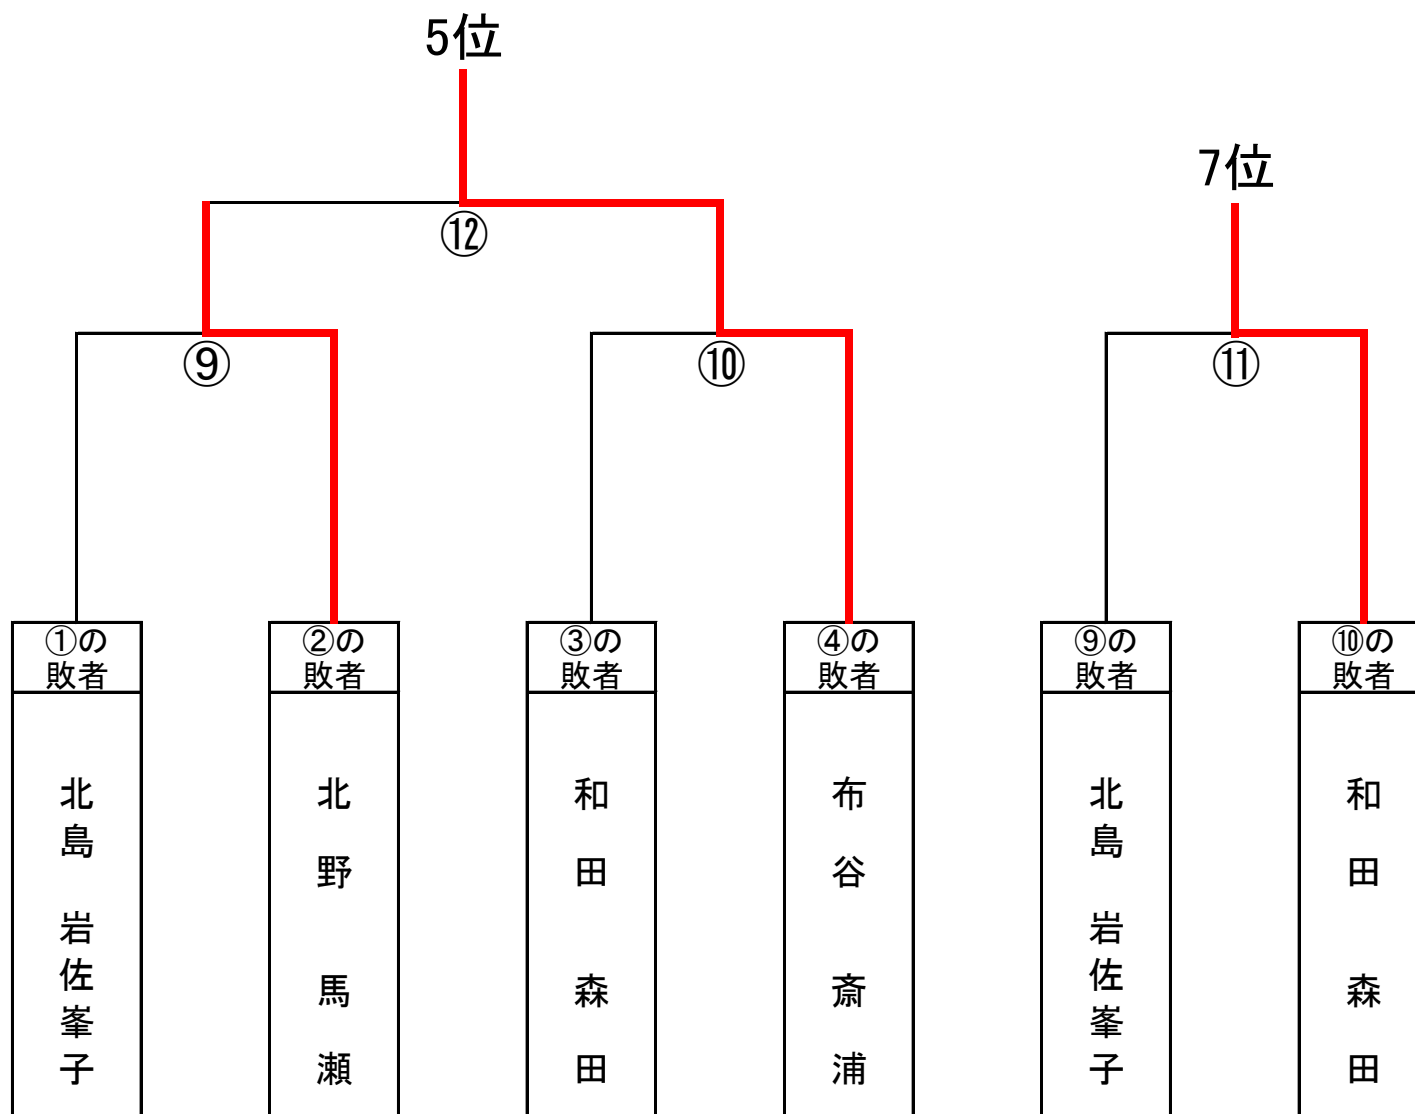 5位
7位
⑫
⑨
⑩
⑪
①の
敗者
②の
敗者
③の
敗者
④の
敗者
⑨の
敗者
⑩の
敗者
北島 岩佐峯子
北野 馬瀬
和田 森田
布谷 斎浦
北島 岩佐峯子
和田 森田